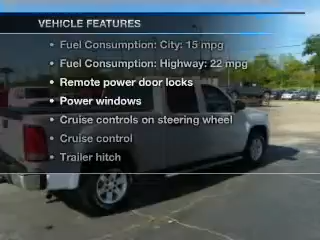 VEHICLE FEATURES
• Fuel Consumption: City: 15 mpg
• Fuel Consumption: Highway: 22 mpg
• Remote power door locks
• Power windows
• Cruise controls on steering wheel
• Cruise control
• Trailer hitch